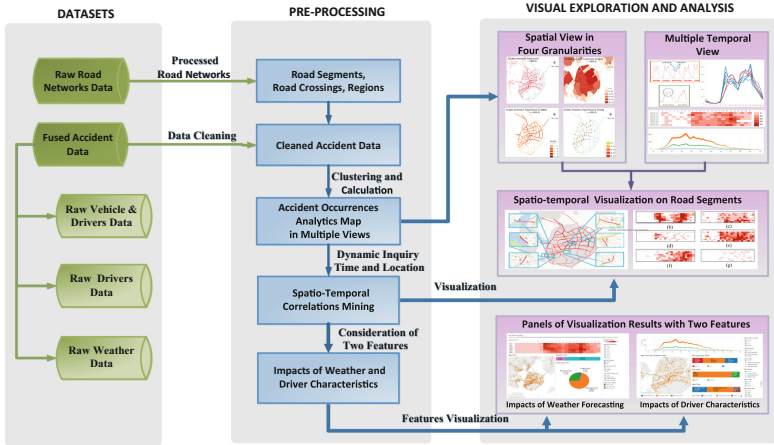 DATASETS
PRE-PROCESSING
VISUAL EXPLORATION AND ANALYSIS
Raw Road
Networks Data
Processed
Road Networks
Road Segments,
Road Crossings, Regions
Fused Accident
Data
Data Cleaning
Cleaned Accident Data
Clustering and
Calculation
Raw Vehicle &
Drivers Data
Accident Occurrences
Analytics Map
in Multiple Views
Dynamic Inquiry
Time and Location
Raw Drivers
Data
Spatio-Temporal
Correlations Mining
Visualization
Consideration of
Two Features
Raw Weather
Data
Impacts of Weather and
Driver Characteristics
Features Visualization
Spatial View in
Four Granularities
Multiple Temporal
View
Spatio-temporal Visualization on Road Segments
(b)
(c)
(d)
(e)
(f)
(g)
Panels of Visualization Results with Two Features
Impacts of Weather Forecasting
Impacts of Driver Characteristics